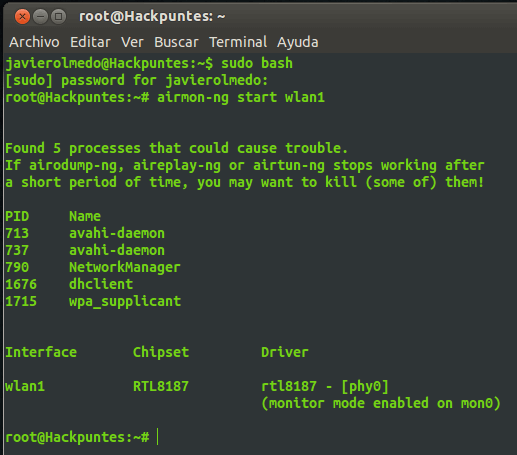 root@Hackpuntes: ~
Archivo Editar Ver Buscar Terminal Ayuda
javierolmedo@Hackpuntes:~$ sudo bash
[sudo] password for javierolmedo:
root@Hackpuntes:~# airmon-ng start wlan1
Found 5 processes that could cause trouble.
If airodump-ng, aireplay-ng or airtun-ng stops working after
a short period of time, you may want to kill (some of) them!
PID Name
713 avahi-daemon
737 avahi-daemon
790 NetworkManager
1676 dhclient
1715 wpa_supplicant
Interface Chipset Driver
wlan1 RTL8187 rtl8187 - [phy0]
(monitor mode enabled on mon0)
root@Hackpuntes:~#